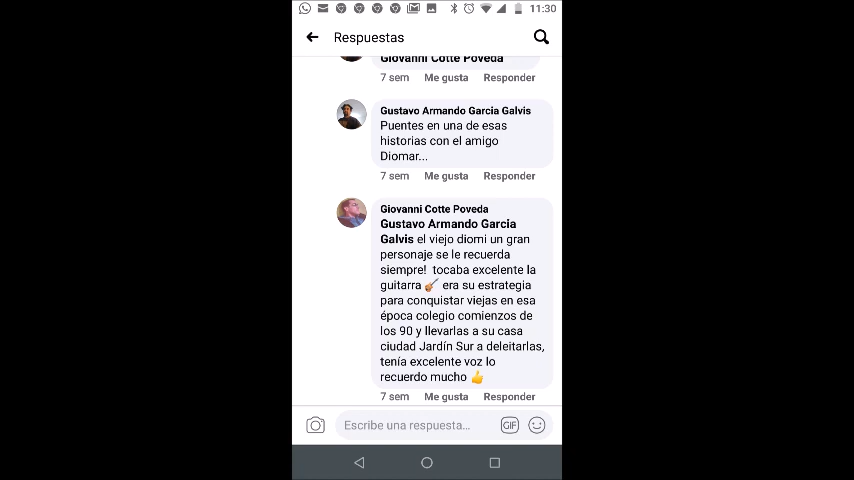 11:30
Respuestas
Giovanni Cotte Poveda
7 sem Me gusta Responder
Gustavo Armando Garcia Galvis
Puentes en una de esas
historias con el amigo
Diomar...
7 sem Me gusta Responder
Giovanni Cotte Poveda
Gustavo Armando Garcia
Galvis el viejo diomi un gran
personaje se le recuerda
siempre! tocaba excelente la
guitarra 🎸 era su estrategia
para conquistar viejas en esa
época colegio comienzos de
los 90 y llevarlas a su casa
ciudad Jardín Sur a deleitarlas,
tenía excelente voz lo
recuerdo mucho 👍
7 sem Me gusta Responder
Escribe una respuesta... GIF